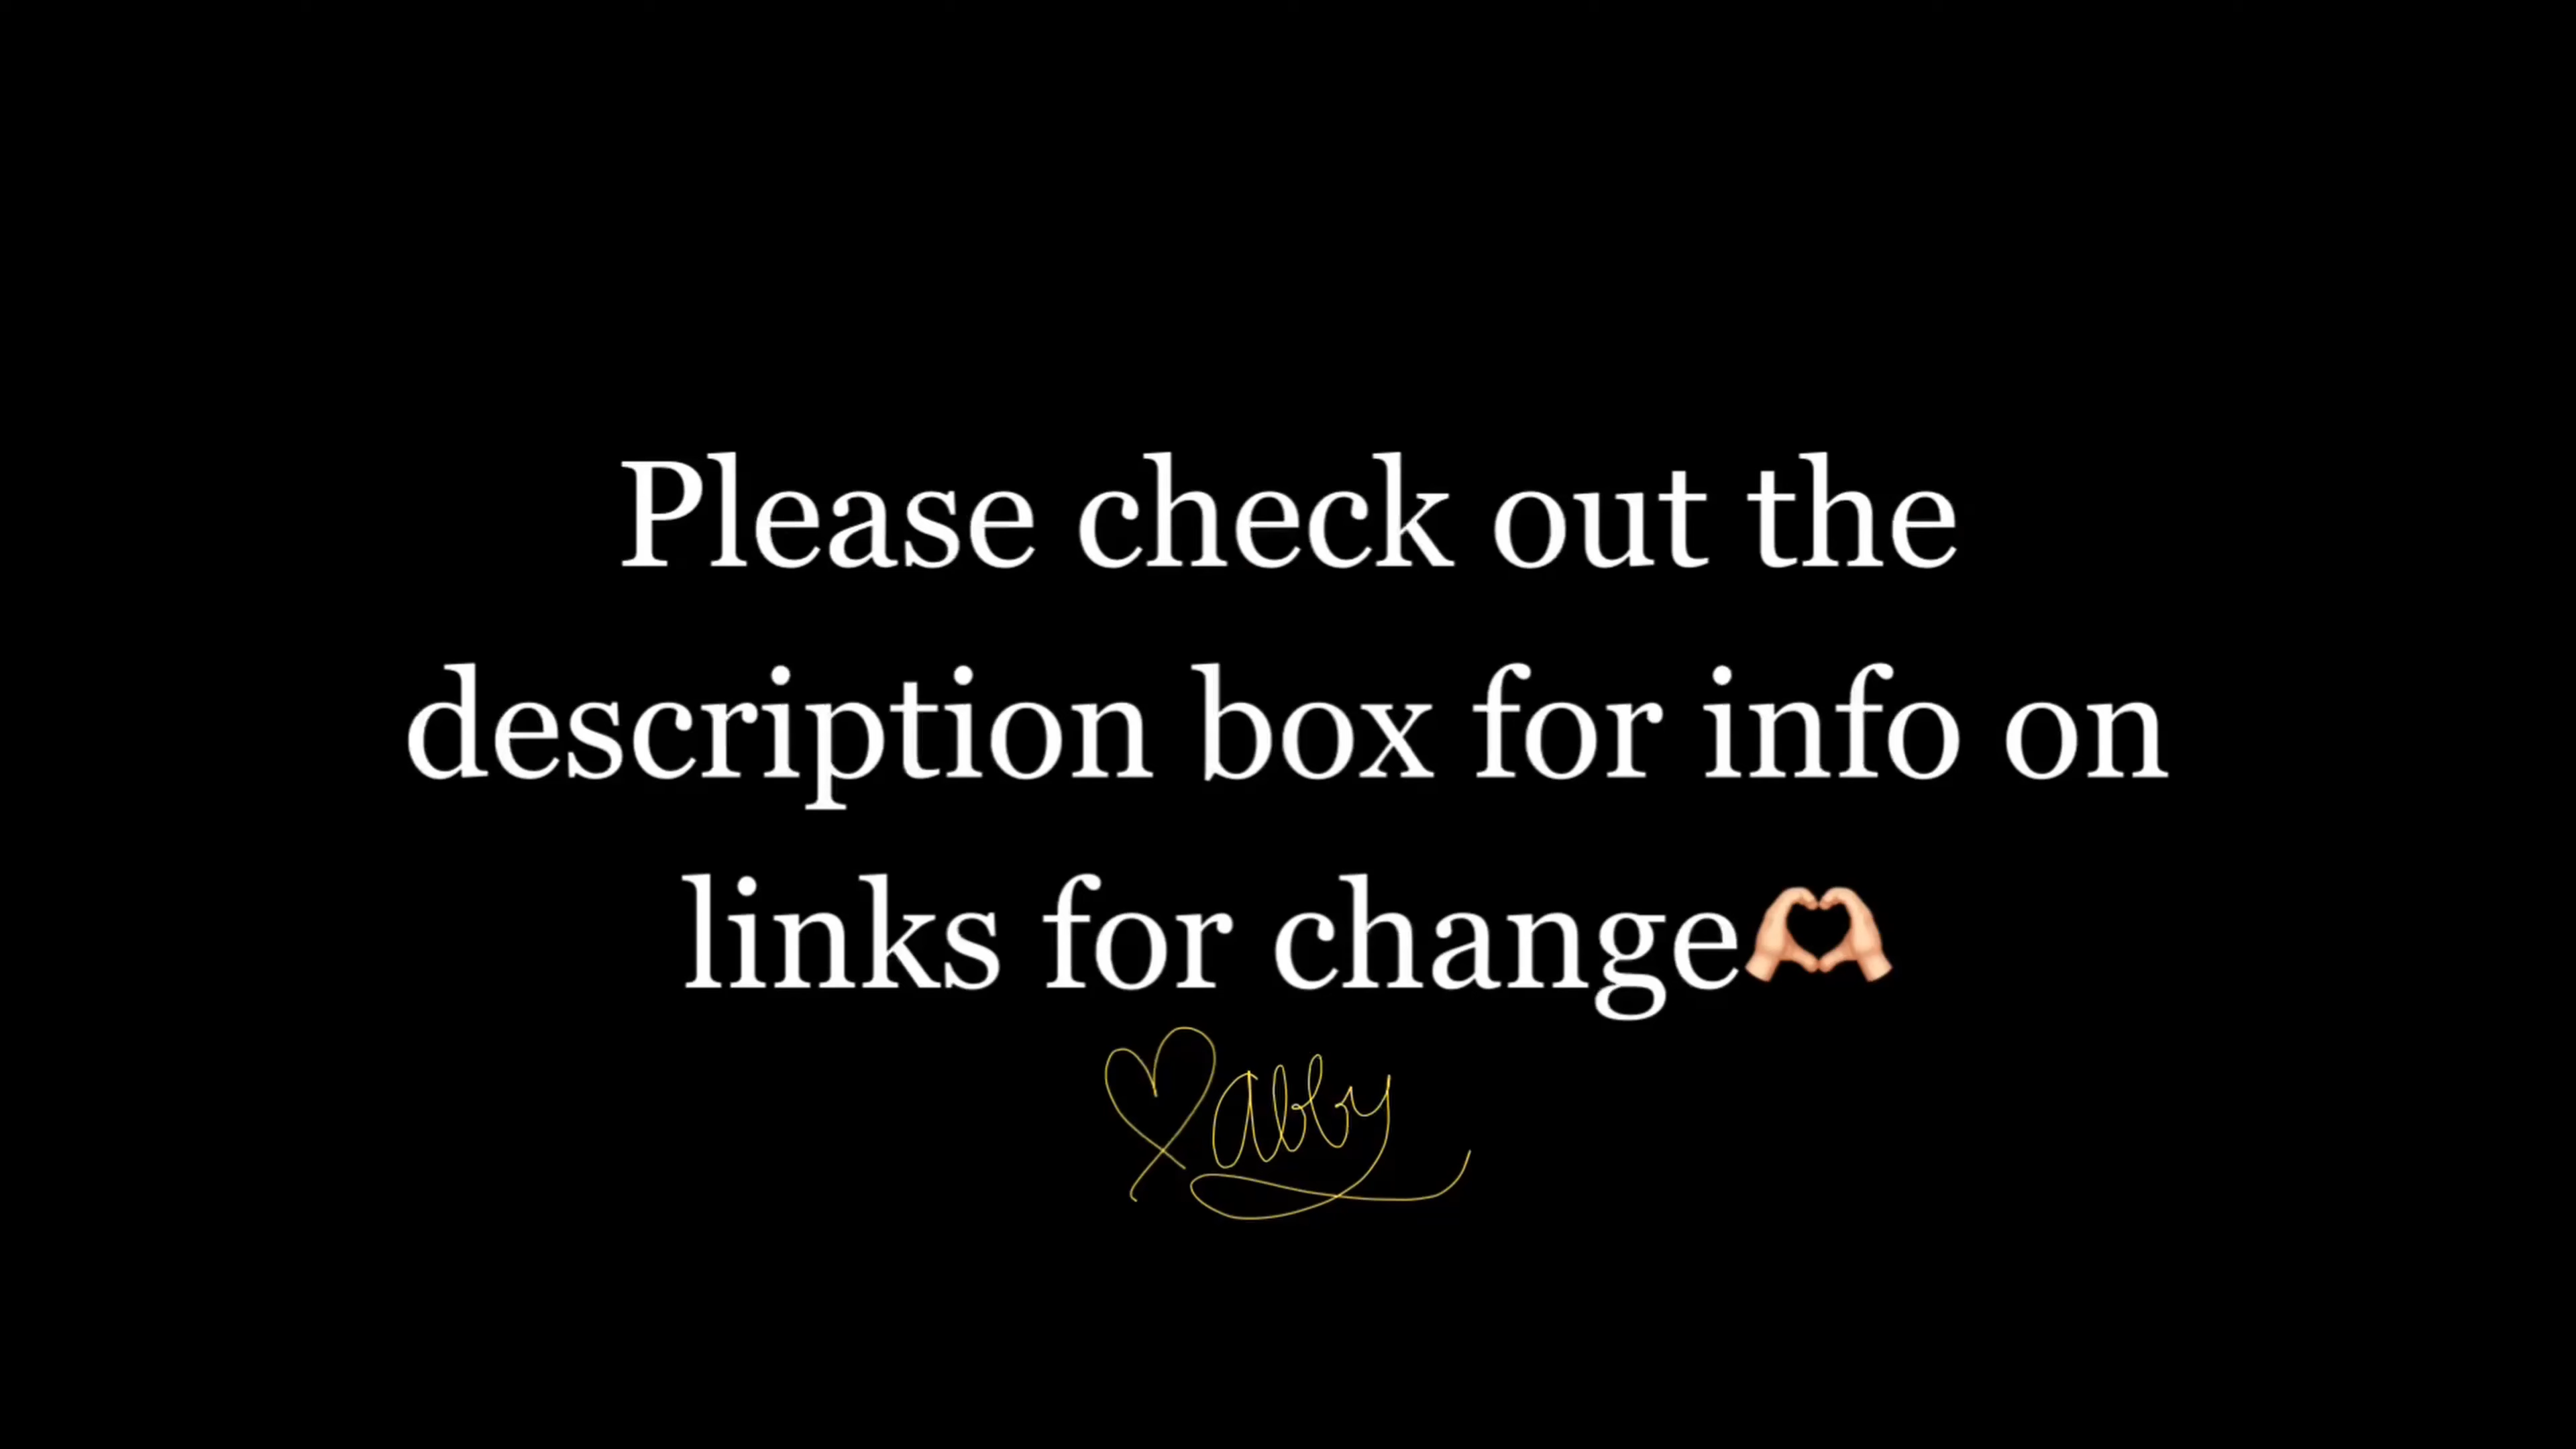 Please check out the
description box for info on
links for change🫶🏻
abby